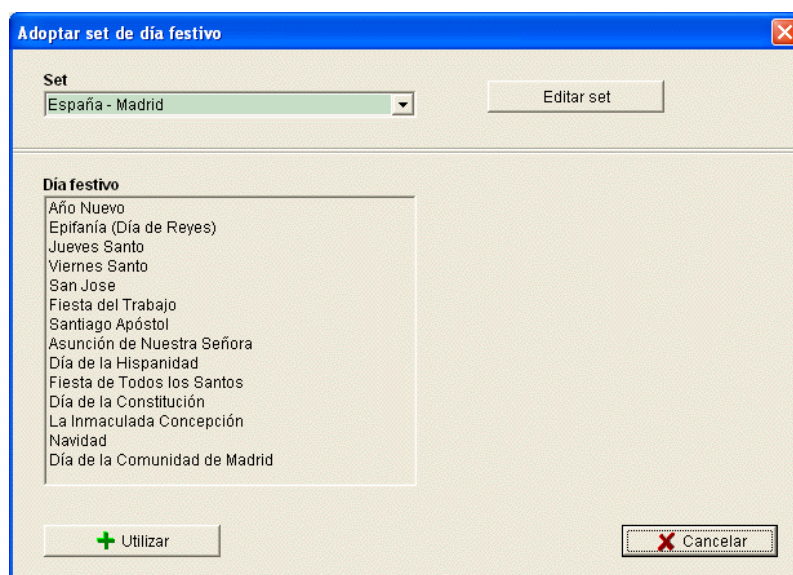 Adoptar set de día festivo
Set
España - Madrid
Editar set
Día festivo
Año Nuevo
Epifanía (Día de Reyes)
Jueves Santo
Viernes Santo
San Jose
Fiesta del Trabajo
Santiago Apóstol
Asunción de Nuestra Señora
Día de la Hispanidad
Fiesta de Todos los Santos
Día de la Constitución
La Inmaculada Concepción
Navidad
Día de la Comunidad de Madrid
Utilizar
Cancelar